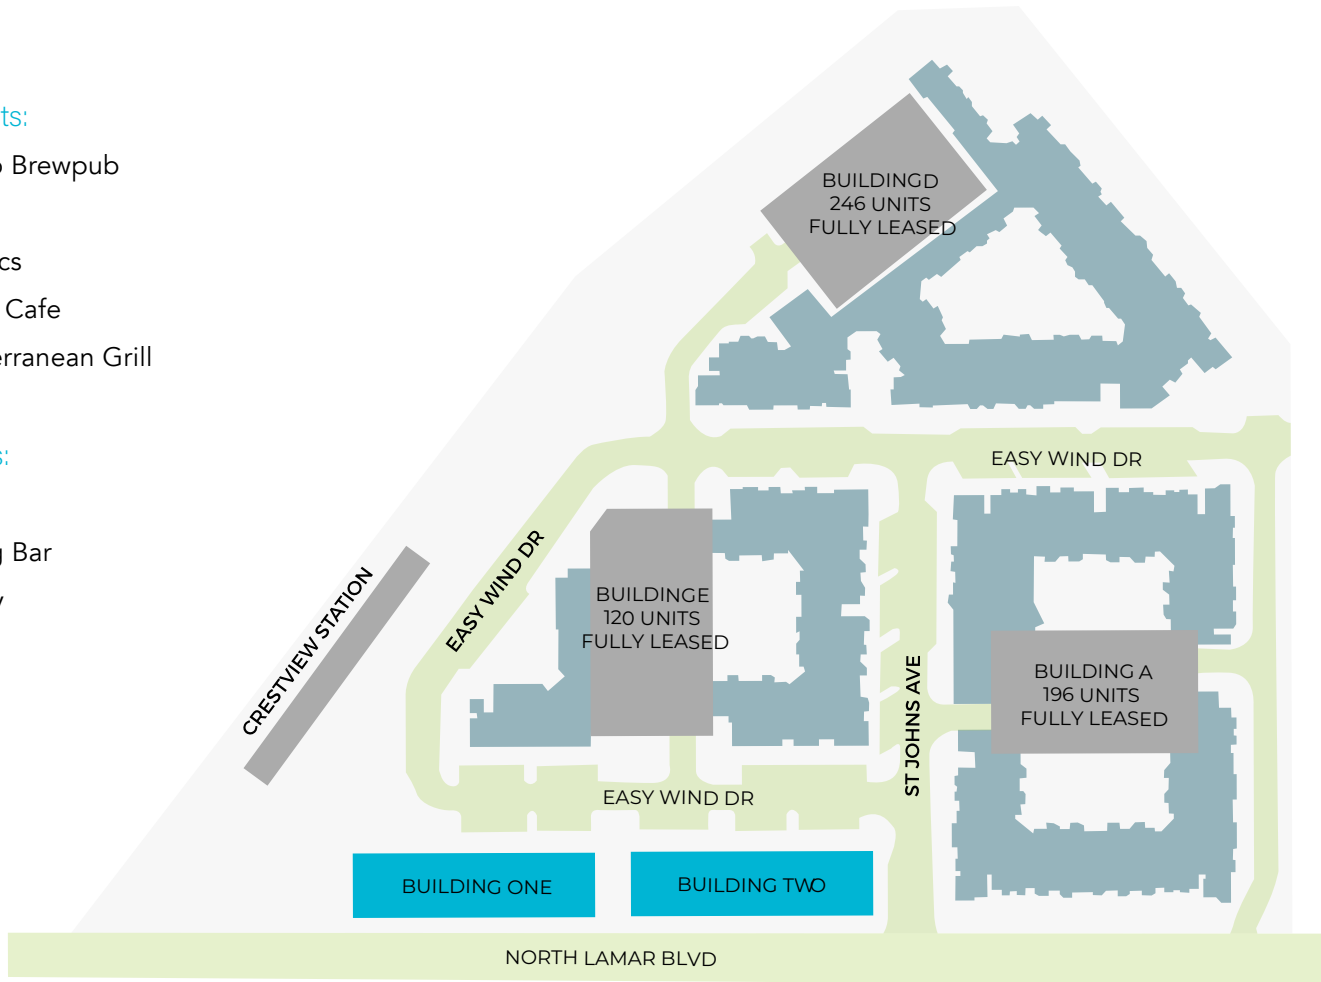 ts:
Brewpub
cs
Cafe
erranean Grill
s:
g Bar
BUILDINGD
246 UNITS
FULLY LEASED
EASY WIND DR
EASY WIND DR
CRESTVIEW STATION
BUILDINGE
120 UNITS
FULLY LEASED
ST JOHNS AVE
BUILDING A
196 UNITS
FULLY LEASED
EASY WIND DR
BUILDING ONE
BUILDING TWO
NORTH LAMAR BLVD